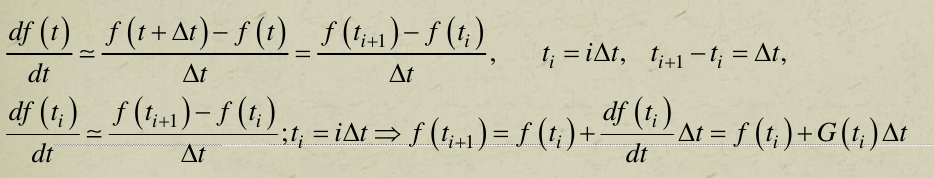 df(t)/dt ≃ (f(t+Δt)−f(t))/Δt = (f(t_{i+1})−f(t_i))/Δt, t_i = iΔt, t_{i+1}−t_i = Δt,
df(t_i)/dt ≃ (f(t_{i+1})−f(t_i))/Δt; t_i = iΔt ⇒ f(t_{i+1}) = f(t_i)+ df(t_i)/dt Δt = f(t_i)+G(t_i)Δt